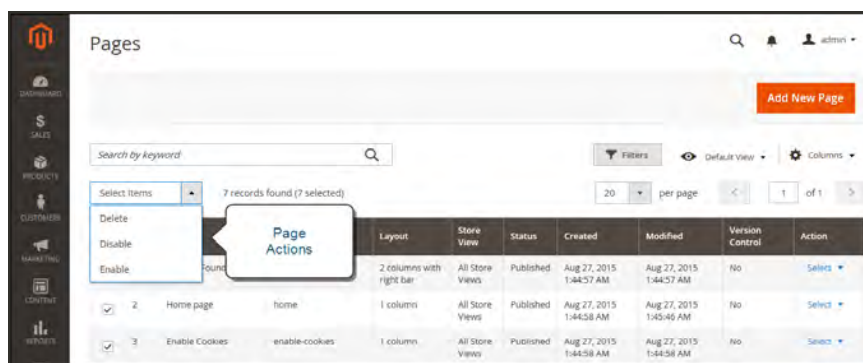 Pages
admin
DASHBOARD
Add New Page
$
SALES
Search by keyword
Filters
Default View
Columns
PRODUCTS
Select Items
7 records found (7 selected)
20
per page
1
of 1
CUSTOMERS
Delete
Disable
Enable
Page
Actions
Layout
Store
View
Status
Created
Modified
Version
Control
Action
MARKETING
Found
2 columns with
right bar
All Store
Views
Published
Aug 27, 2015
1:44:57 AM
Aug 27, 2015
1:44:57 AM
No
Select
CONTENT
2
Home page
home
1 column
All Store
Views
Published
Aug 27, 2015
1:44:58 AM
Aug 27, 2015
1:45:46 AM
No
Select
REPORTS
3
Enable Cookies
enable-cookies
1 column
All Store
Views
Published
Aug 27, 2015
1:44:58 AM
Aug 27, 2015
1:44:58 AM
No
Select